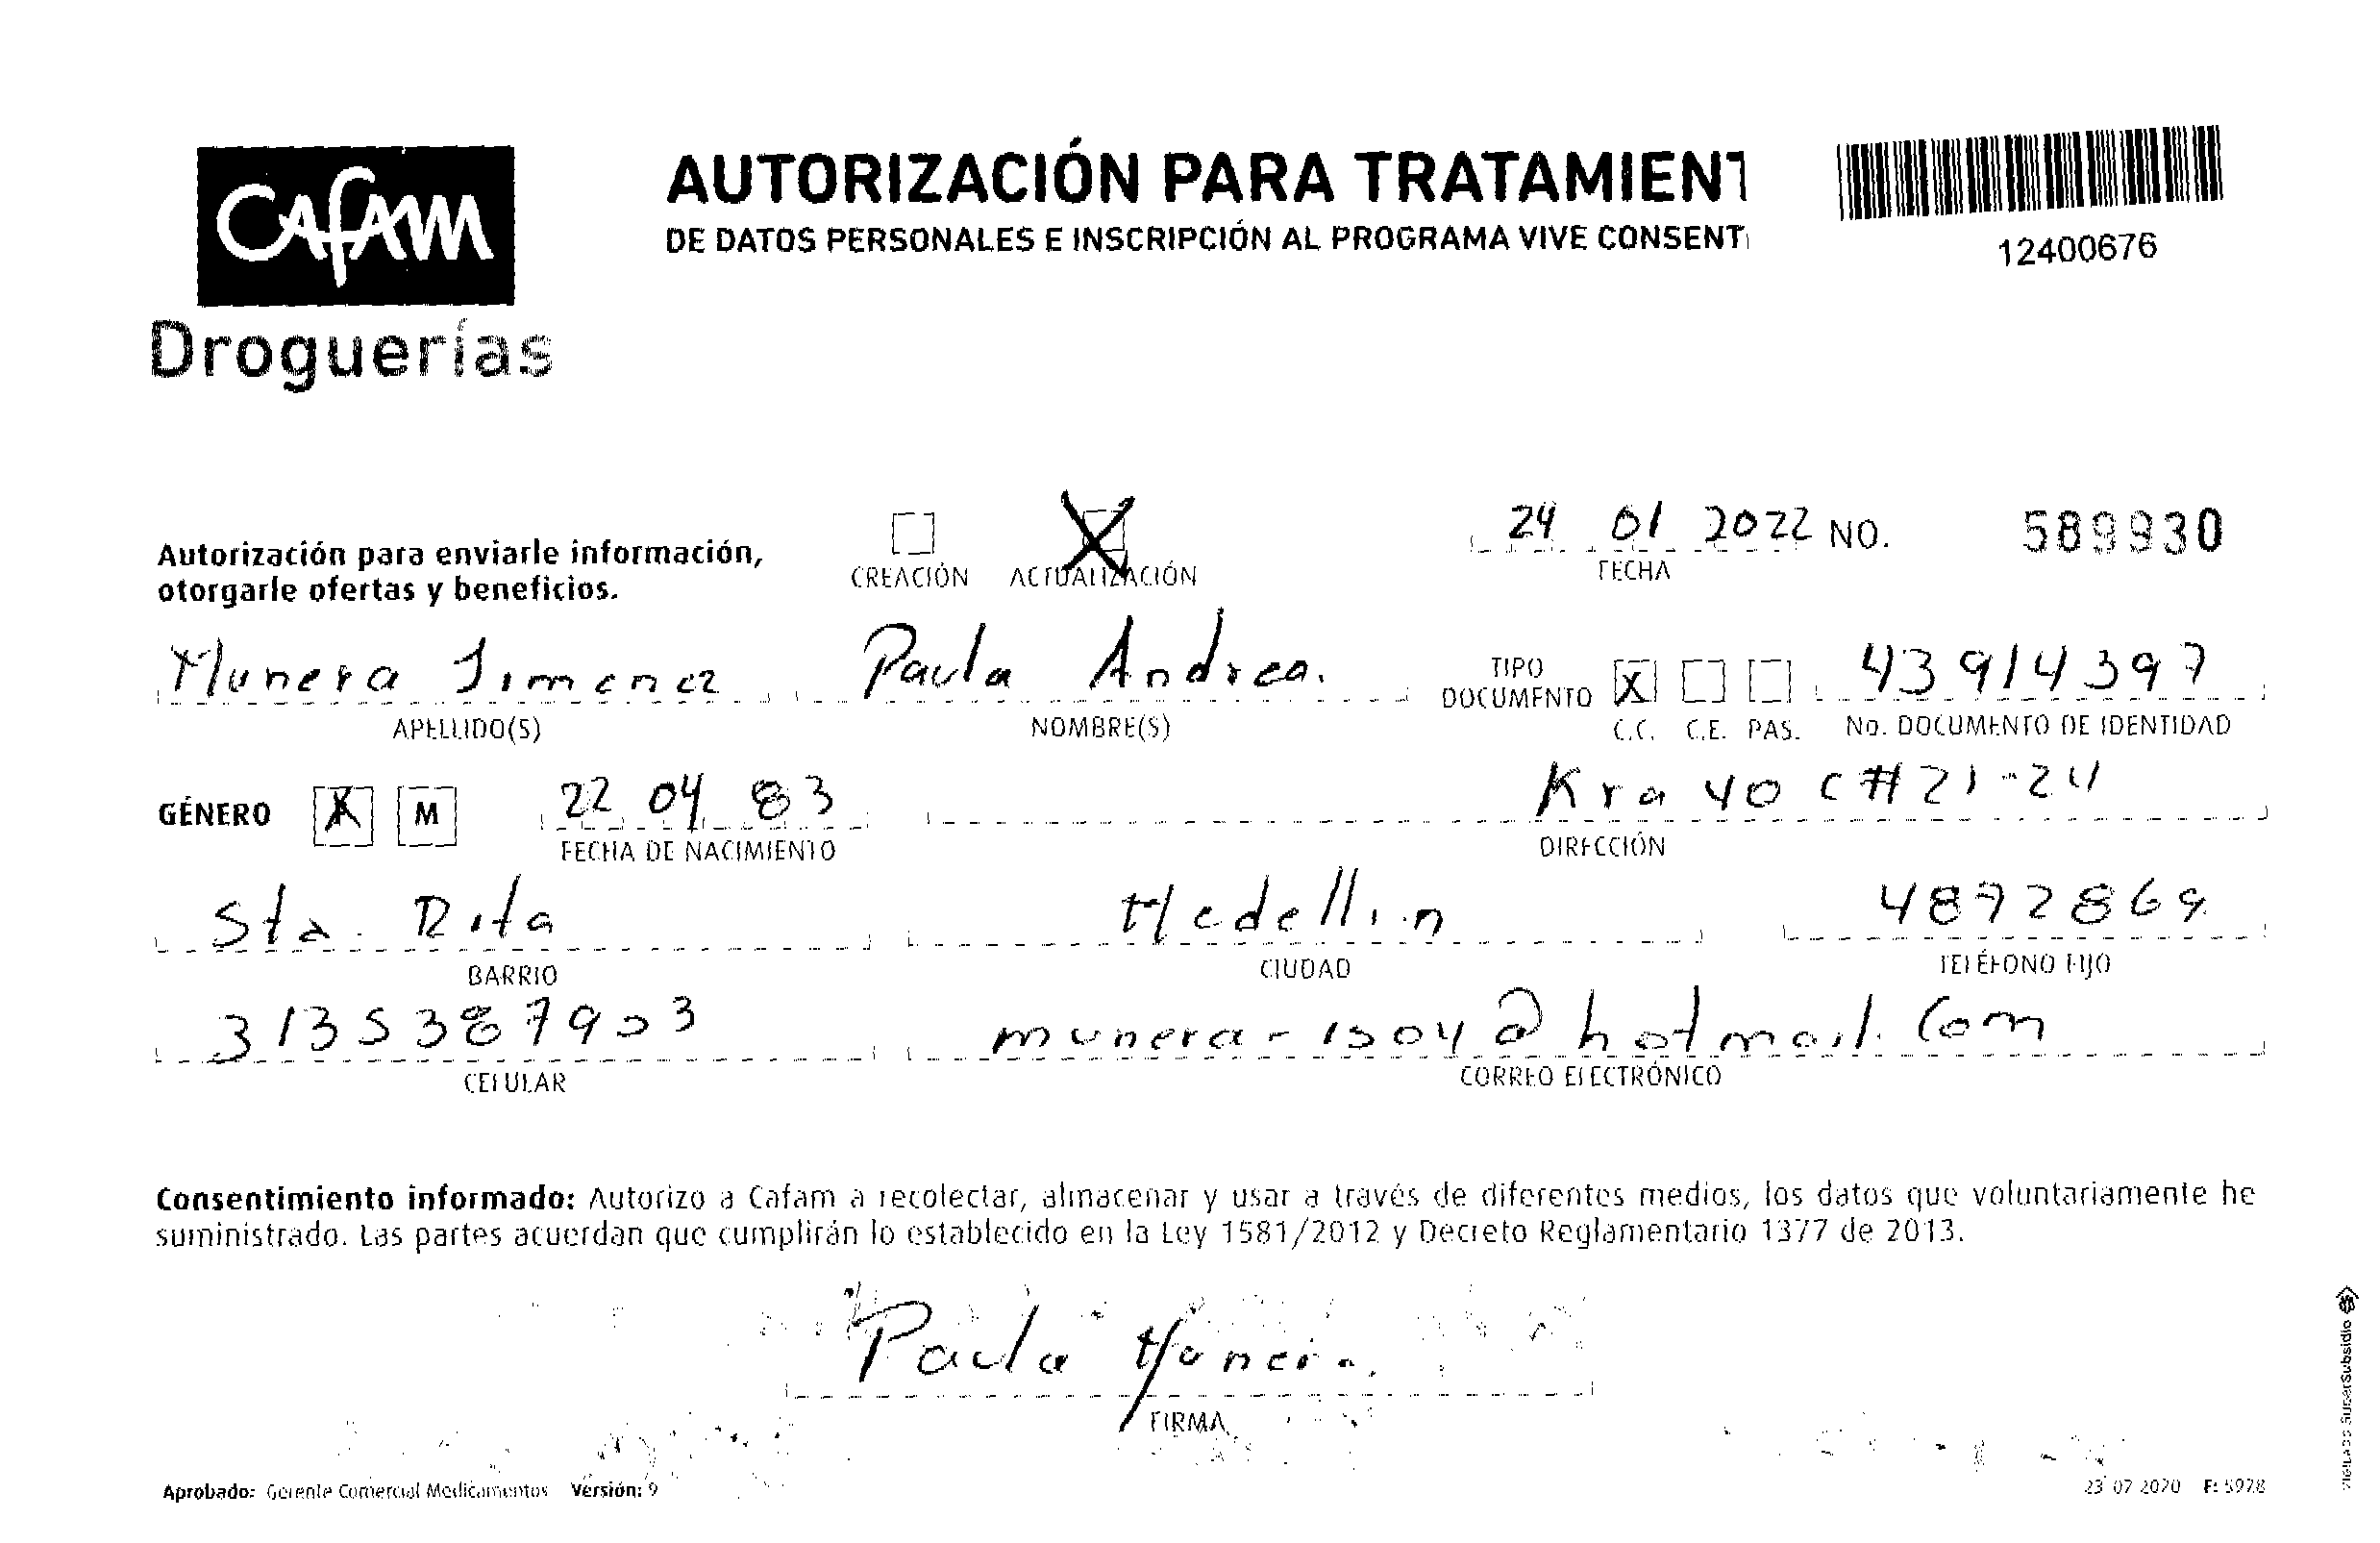 CAFAM
Droguerías
AUTORIZACIÓN PARA TRATAMIENT
DE DATOS PERSONALES E INSCRIPCIÓN AL PROGRAMA VIVE CONSENTI
12400676
Autorización para enviarle información,
otorgarle ofertas y beneficios.
CREACIÓN X ACTUALIZACIÓN
24 01 2022 NO. 589930
FECHA
Munera Jimenez Paula Andrea. TIPO DOCUMENTO X 43914397
APELLIDO(S) NOMBRE(S) C.C. C.E. PAS. No. DOCUMENTO DE IDENTIDAD
GÉNERO X M 22 04 83 Kra 40 C # 21-24
FECHA DE NACIMIENTO DIRECCIÓN
Sta. Rita Medellin 4892869
BARRIO CIUDAD TELÉFONO FIJO
3135387903 munera-1504@hotmail.com
CELULAR CORREO ELECTRÓNICO
Consentimiento informado: Autorizo a Cafam a recolectar, almacenar y usar a través de diferentes medios, los datos que voluntariamente he
suministrado. Las partes acuerdan que cumplirán lo establecido en la Ley 1581/2012 y Decreto Reglamentario 1377 de 2013.
Paula Munera.
FIRMA
Aprobado: Gerente Comercial Medicamentos Versión: 9 23 07 2020 F: 5978
VIGILADO SuperSubsidio